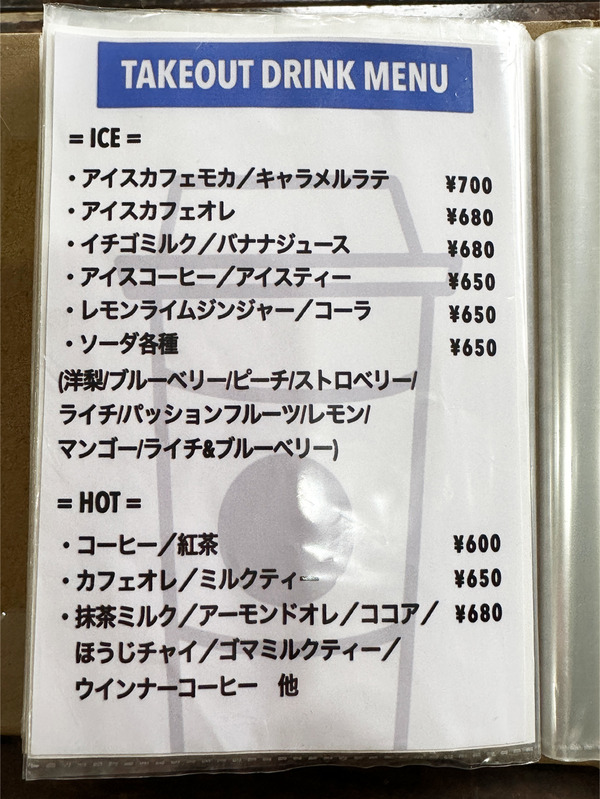 TAKEOUT DRINK MENU
= ICE =
・アイスカフェモカ／キャラメルラテ ¥700
・アイスカフェオレ ¥680
・イチゴミルク／バナナジュース ¥680
・アイスコーヒー／アイスティー ¥650
・レモンライムジンジャー／コーラ ¥650
・ソーダ各種 ¥650
(洋梨/ブルーベリー/ピーチ/ストロベリー/
ライチ/パッションフルーツ/レモン/
マンゴー/ライチ&ブルーベリー)
= HOT =
・コーヒー／紅茶 ¥600
・カフェオレ／ミルクティー ¥650
・抹茶ミルク／アーモンドオレ／ココア／ ¥680
ほうじチャイ／ゴマミルクティー／
ウインナーコーヒー　他